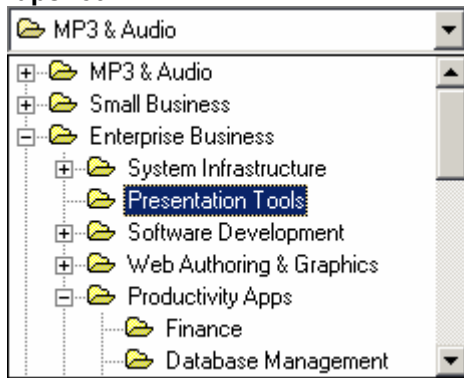 MP3 & Audio
MP3 & Audio
Small Business
Enterprise Business
System Infrastructure
Presentation Tools
Software Development
Web Authoring & Graphics
Productivity Apps
Finance
Database Management